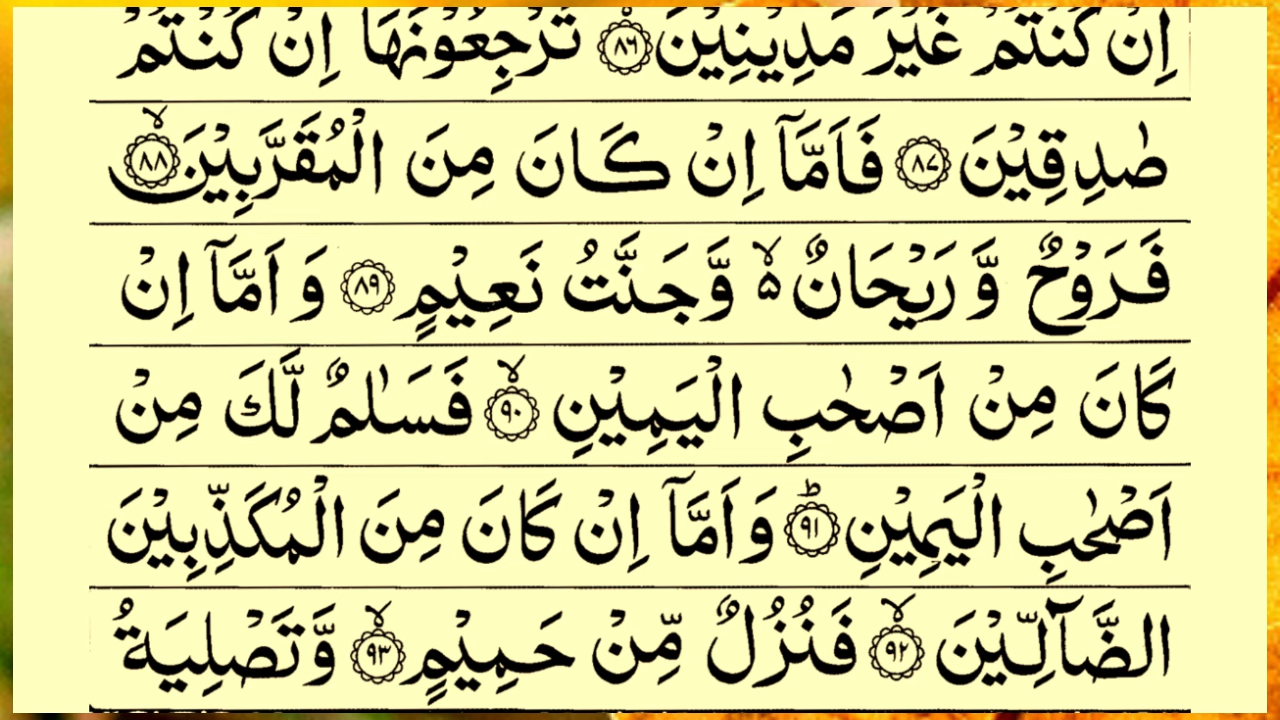 اِنْ كُنْتُمْ غَيْرَ مَدِيْنِيْنَ ۝٨٦ تَرْجِعُوْنَهَاۤ اِنْ كُنْتُمْ
صٰدِقِيْنَ ۝٨٧ فَاَمَّاۤ اِنْ كَانَ مِنَ الْمُقَرَّبِيْنَ ۙ۝٨٨
فَرَوْحٌ وَّ رَيْحَانٌ ۙ۬ وَّ جَنَّتُ نَعِيْمٍ ۝٨٩ وَ اَمَّاۤ اِنْ
كَانَ مِنْ اَصْحٰبِ الْيَمِيْنِ ۙ۝٩٠ فَسَلٰمٌ لَّكَ مِنْ
اَصْحٰبِ الْيَمِيْنِ ؕ۝٩١ وَ اَمَّاۤ اِنْ كَانَ مِنَ الْمُكَذِّبِيْنَ
الضَّآلِّيْنَ ۙ۝٩٢ فَنُزُلٌ مِّنْ حَمِيْمٍ ۙ۝٩٣ وَّ تَصْلِيَةُ